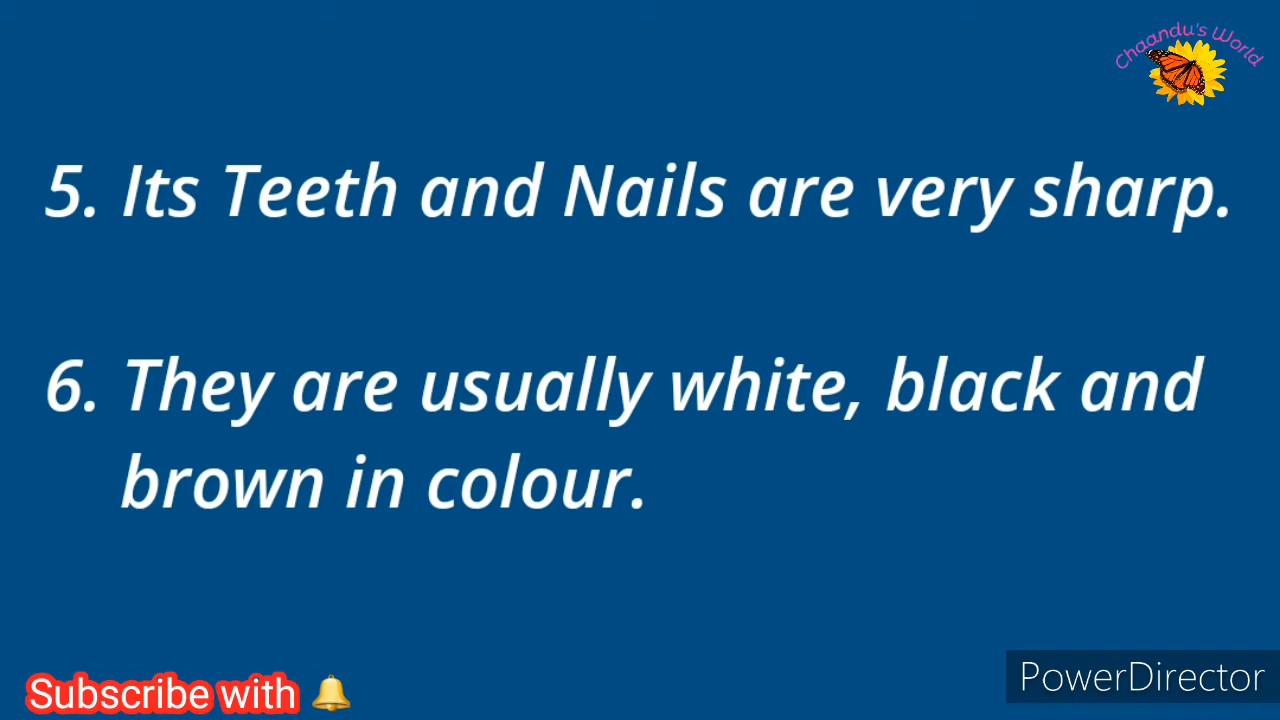 Chaandu's World
5. Its Teeth and Nails are very sharp.
6. They are usually white, black and
brown in colour.
Subscribe with 🔔
PowerDirector